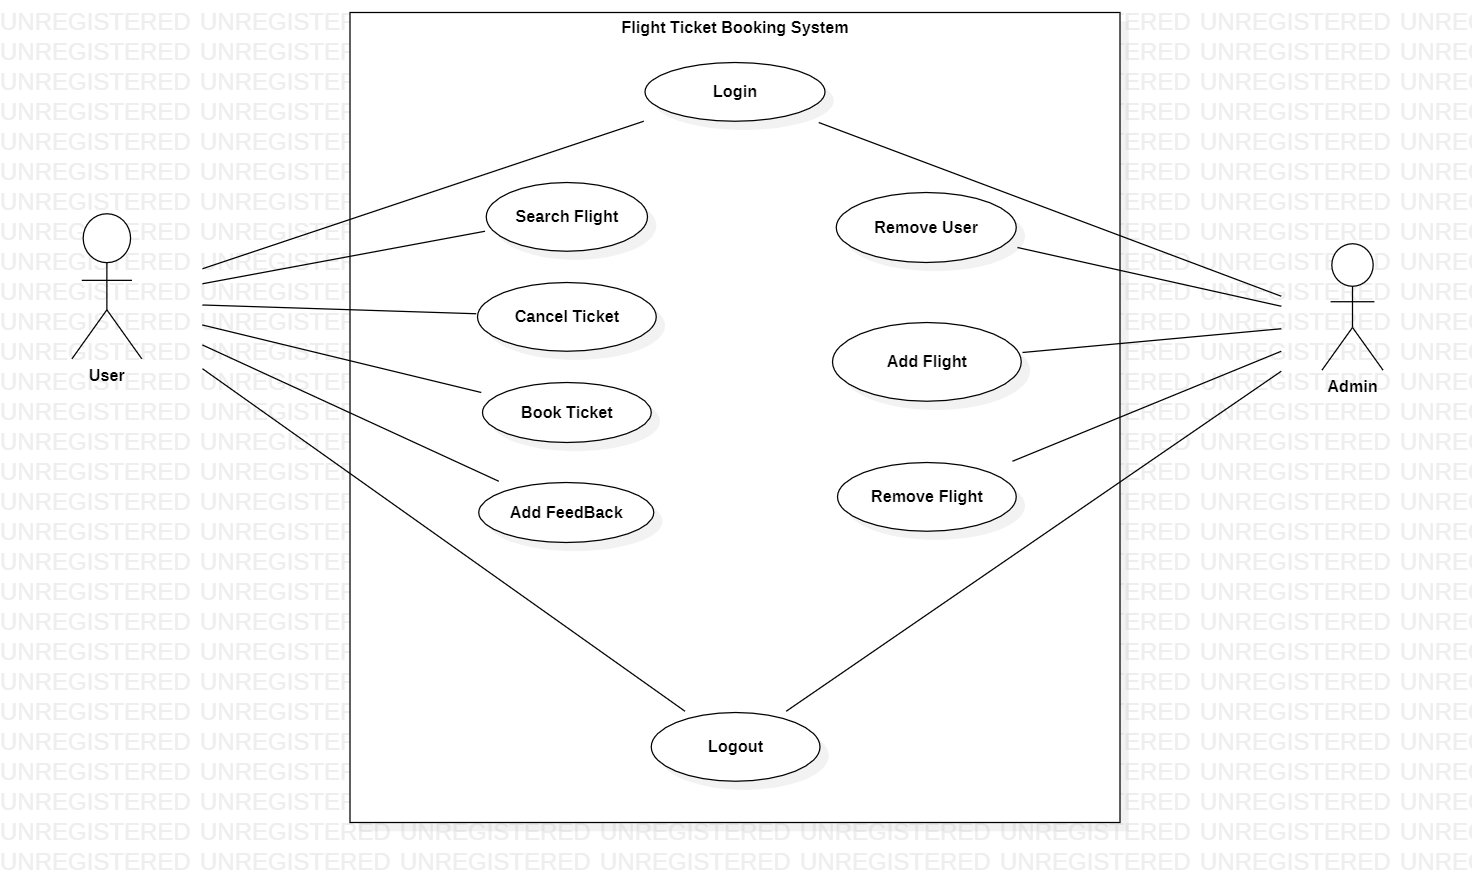 Flight Ticket Booking System
Login
Search Flight
Remove User
Cancel Ticket
Add Flight
User
Admin
Book Ticket
Remove Flight
Add FeedBack
Logout
UNREGISTERED UNREGISTERED UNREGISTERED UNREGISTERED UNREGISTERED UNREGISTERED UNREGISTERED